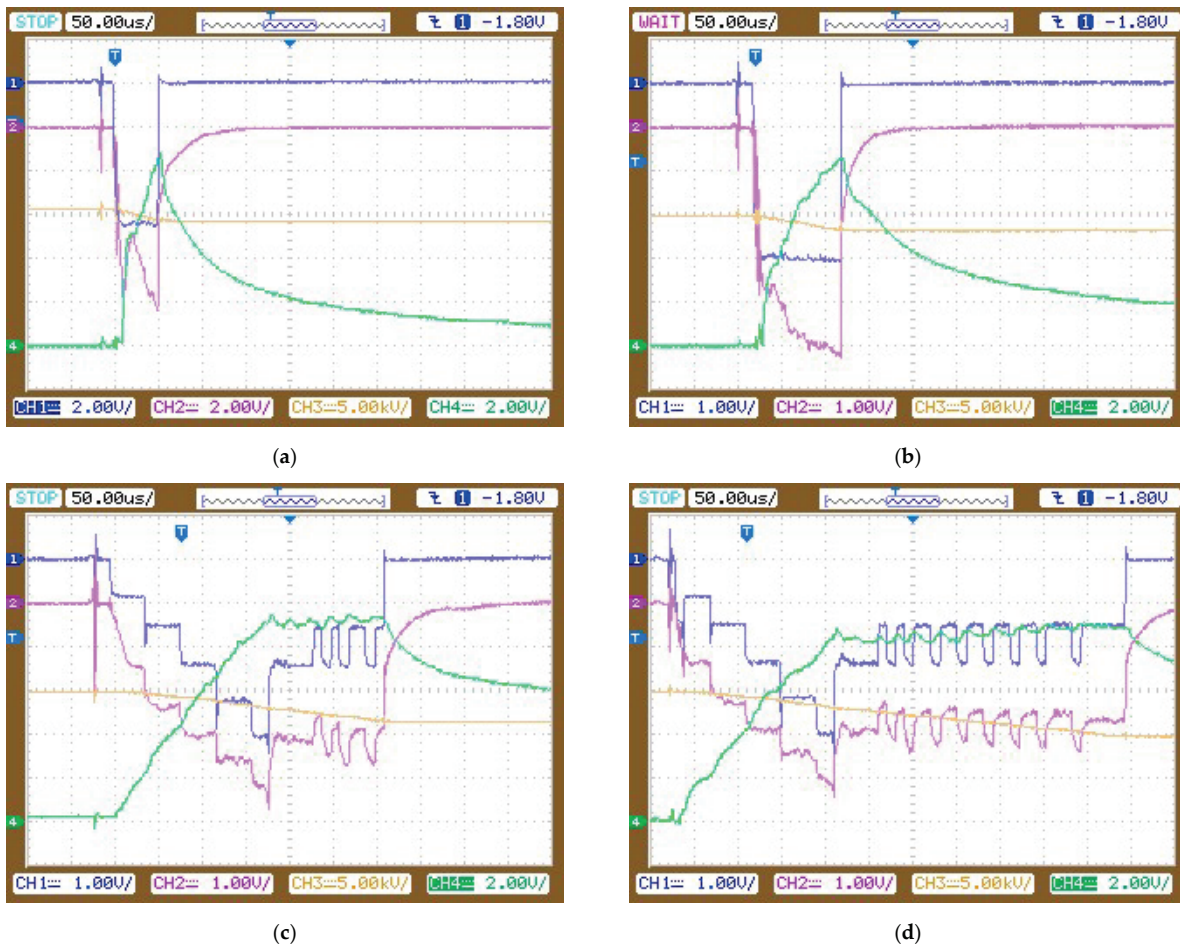 STOP 50.00us/ T 1 -1.80V
T
1
2
4
CH1 2.00V/ CH2 2.00V/ CH3 5.00kV/ CH4 2.00V/
(a)
WAIT 50.00us/ T 1 -1.80V
T
1
2
T
4
CH1 1.00V/ CH2 1.00V/ CH3 5.00kV/ CH4 2.00V/
(b)
STOP 50.00us/ T 1 -1.80V
T
1
2
T
4
CH1 1.00V/ CH2 1.00V/ CH3 5.00kV/ CH4 2.00V/
(c)
STOP 50.00us/ T 1 -1.80V
T
1
2
T
4
CH1 1.00V/ CH2 1.00V/ CH3 5.00kV/ CH4 2.00V/
(d)